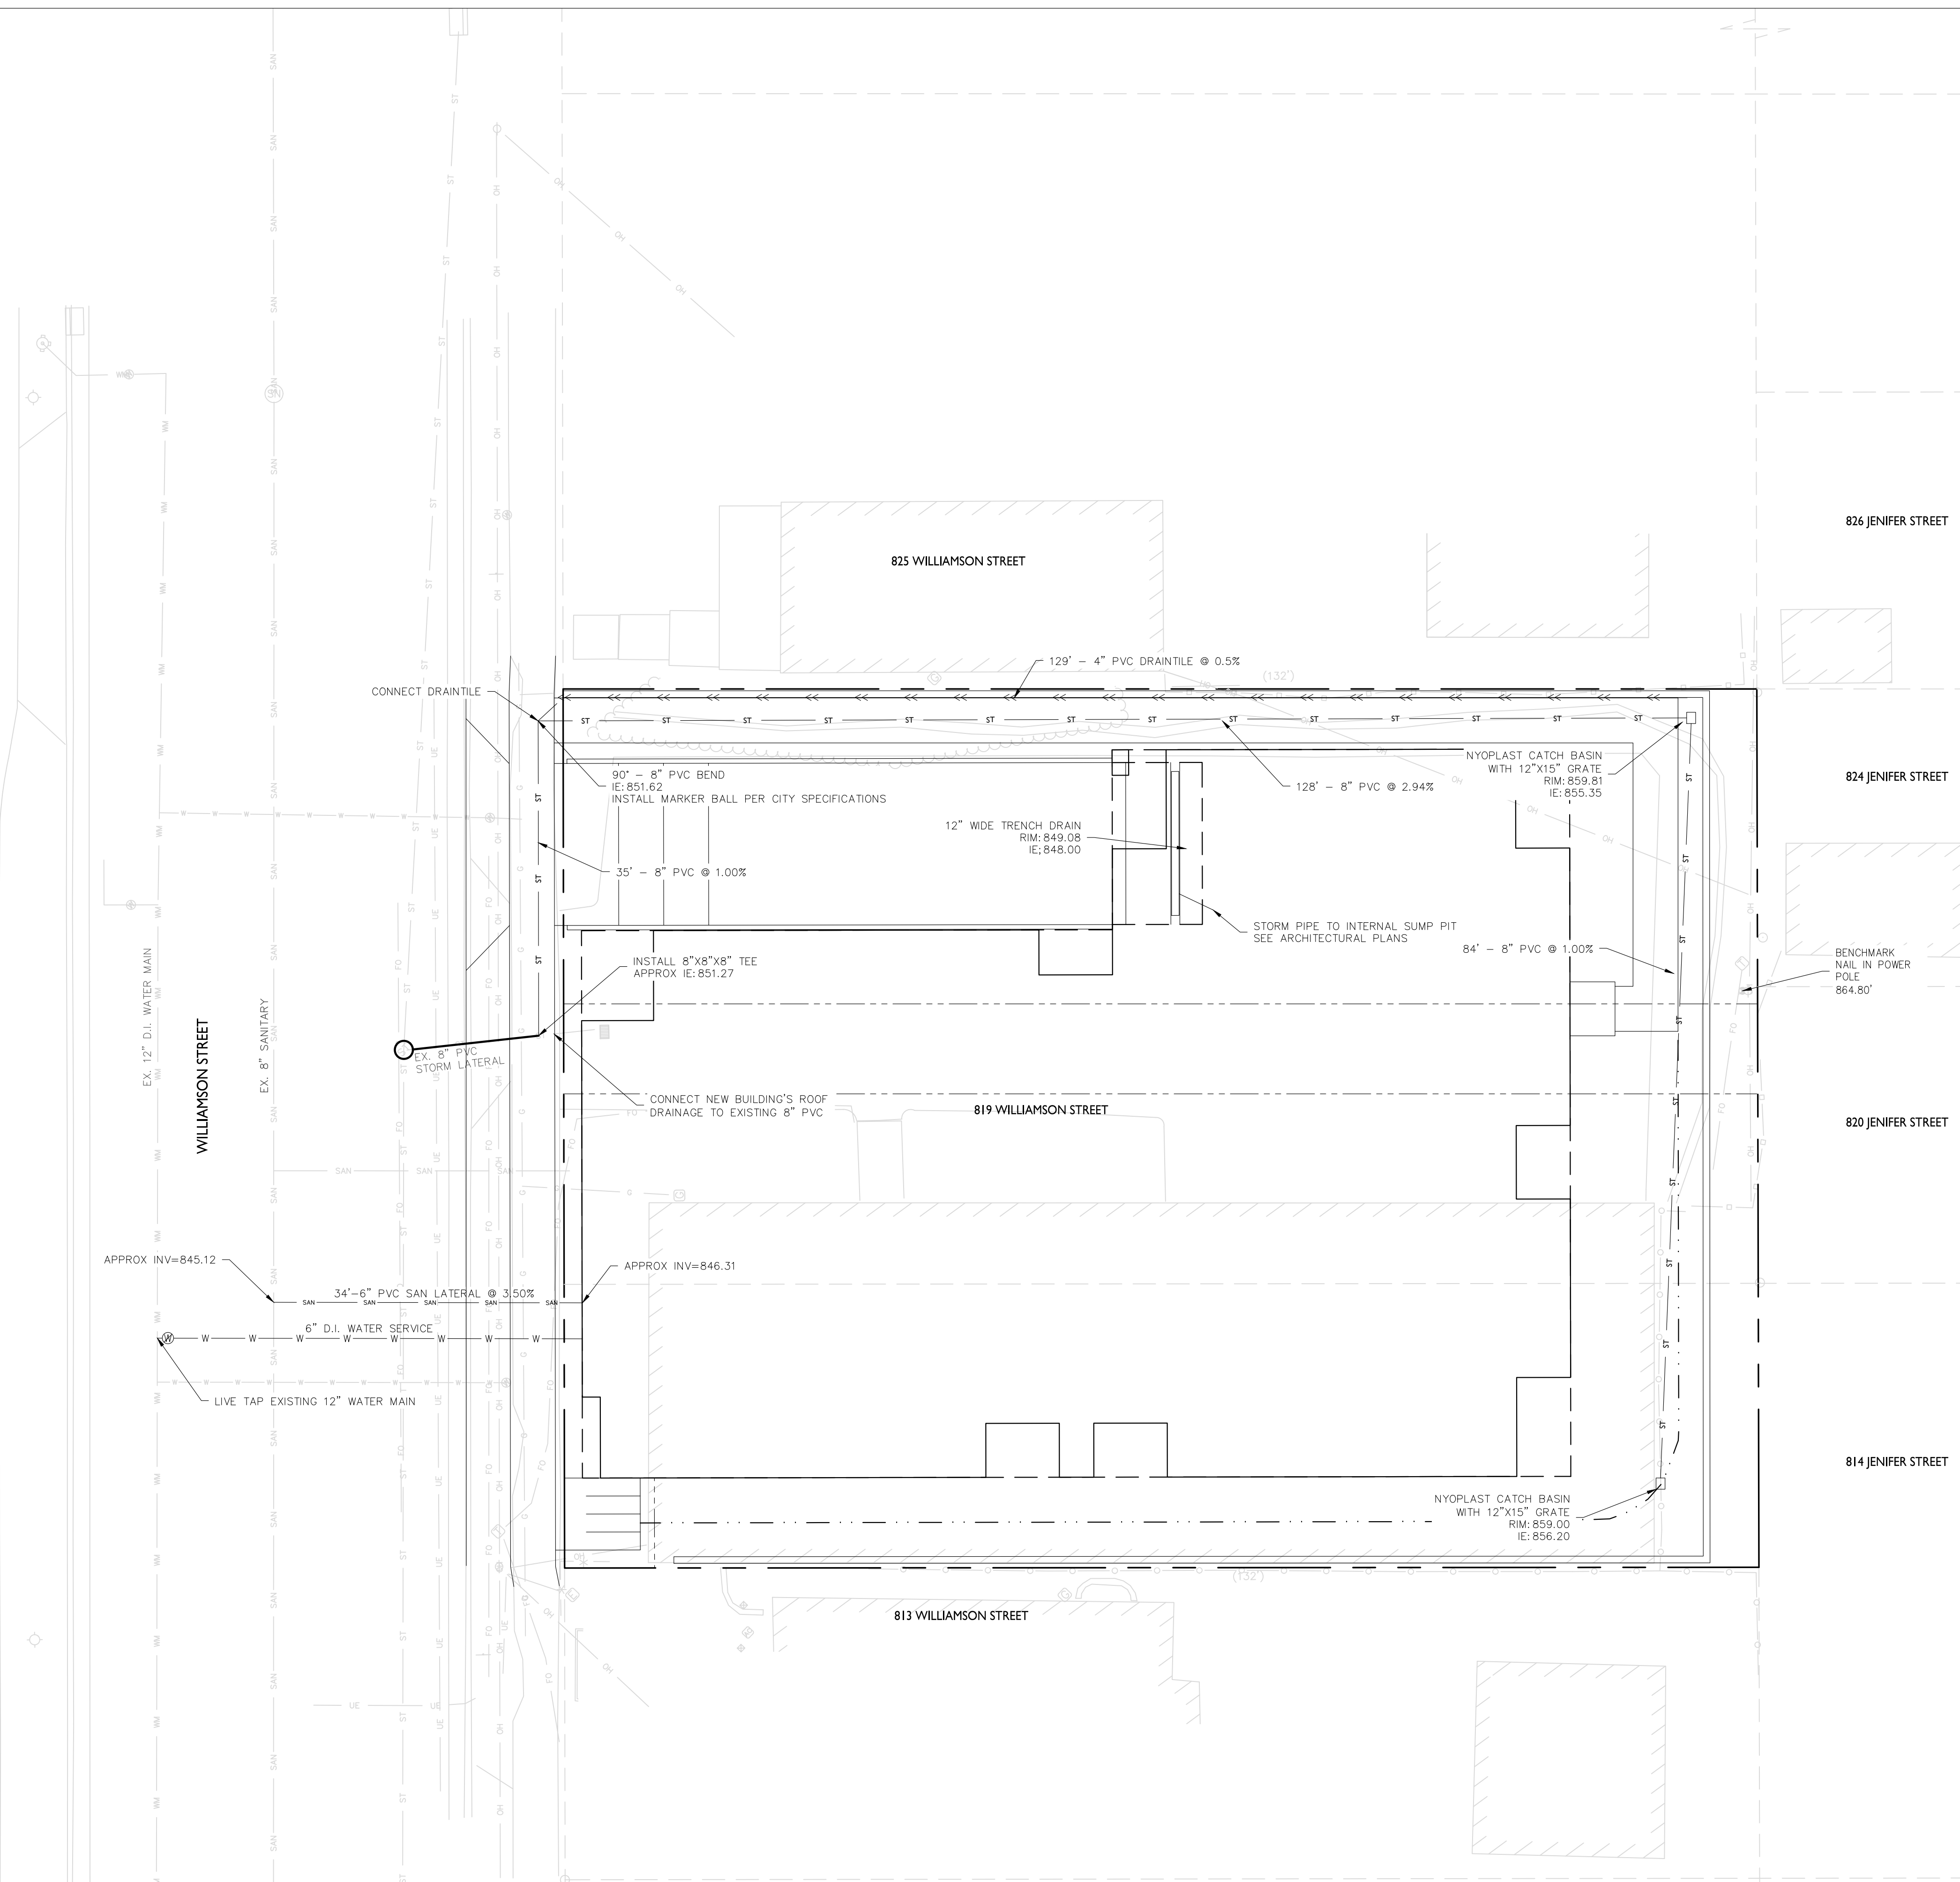 825 WILLIAMSON STREET
826 JENIFER STREET
129' – 4" PVC DRAINTILE @ 0.5%
(132')
CONNECT DRAINTILE
90° – 8" PVC BEND
IE: 851.62
INSTALL MARKER BALL PER CITY SPECIFICATIONS
128' – 8" PVC @ 2.94%
NYOPLAST CATCH BASIN
WITH 12"X15" GRATE
RIM: 859.81
IE: 855.35
824 JENIFER STREET
12" WIDE TRENCH DRAIN
RIM: 849.08
IE; 848.00
35' – 8" PVC @ 1.00%
STORM PIPE TO INTERNAL SUMP PIT
SEE ARCHITECTURAL PLANS
84' – 8" PVC @ 1.00%
BENCHMARK
NAIL IN POWER
POLE
864.80'
INSTALL 8"X8"X8" TEE
APPROX IE: 851.27
EX. 12" D.I. WATER MAIN
WILLIAMSON STREET
EX. 8" SANITARY
EX. 8" PVC
STORM LATERAL
CONNECT NEW BUILDING'S ROOF
DRAINAGE TO EXISTING 8" PVC
819 WILLIAMSON STREET
820 JENIFER STREET
APPROX INV=845.12
APPROX INV=846.31
34'–6" PVC SAN LATERAL @ 3.50%
6" D.I. WATER SERVICE
LIVE TAP EXISTING 12" WATER MAIN
814 JENIFER STREET
NYOPLAST CATCH BASIN
WITH 12"X15" GRATE
RIM: 859.00
IE: 856.20
(132')
813 WILLIAMSON STREET